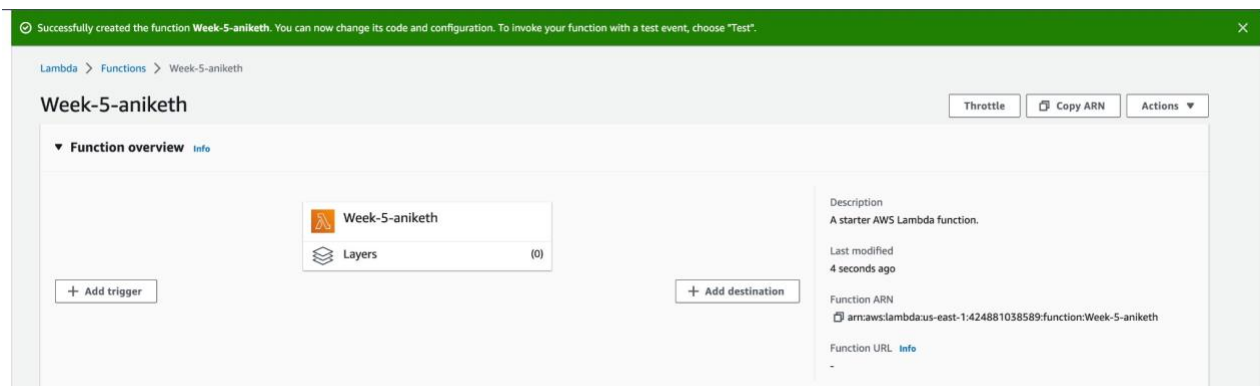 Successfully created the function Week-5-aniketh. You can now change its code and configuration. To invoke your function with a test event, choose "Test".
Lambda > Functions > Week-5-aniketh
Week-5-aniketh
Throttle
Copy ARN
Actions
Function overview Info
Week-5-aniketh
Layers (0)
+ Add trigger
+ Add destination
Description
A starter AWS Lambda function.
Last modified
4 seconds ago
Function ARN
arn:aws:lambda:us-east-1:424881038589:function:Week-5-aniketh
Function URL Info
-